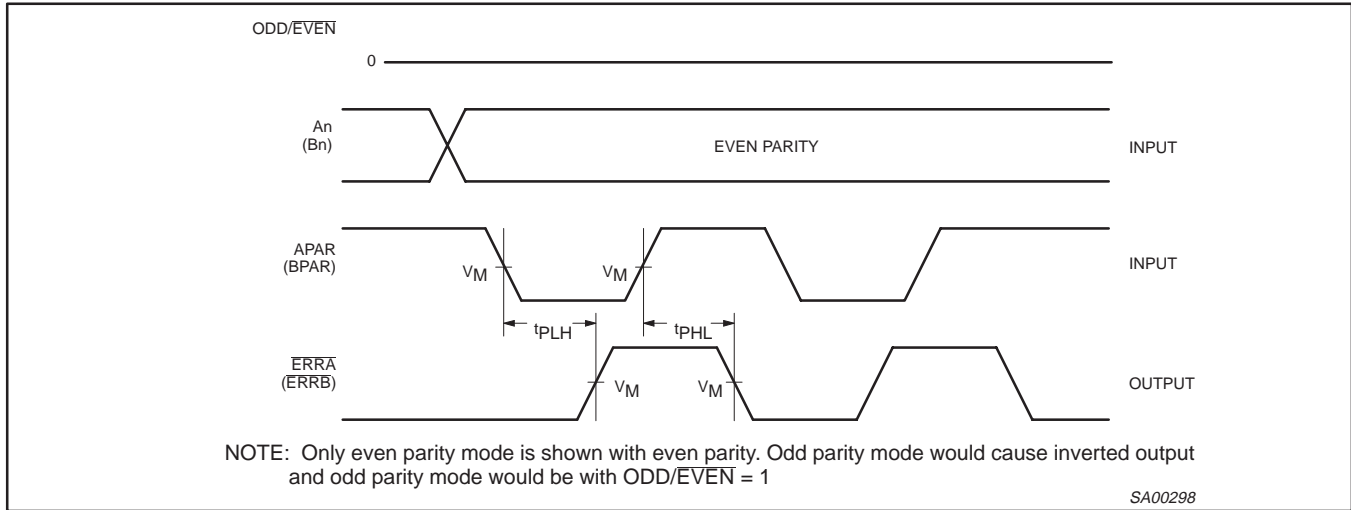 ODD/EVEN
0
An
(Bn)
EVEN PARITY
INPUT
APAR
(BPAR)
VM
VM
INPUT
tPLH
tPHL
ERRA
(ERRB)
VM
VM
OUTPUT
NOTE: Only even parity mode is shown with even parity. Odd parity mode would cause inverted output
and odd parity mode would be with ODD/EVEN = 1
SA00298